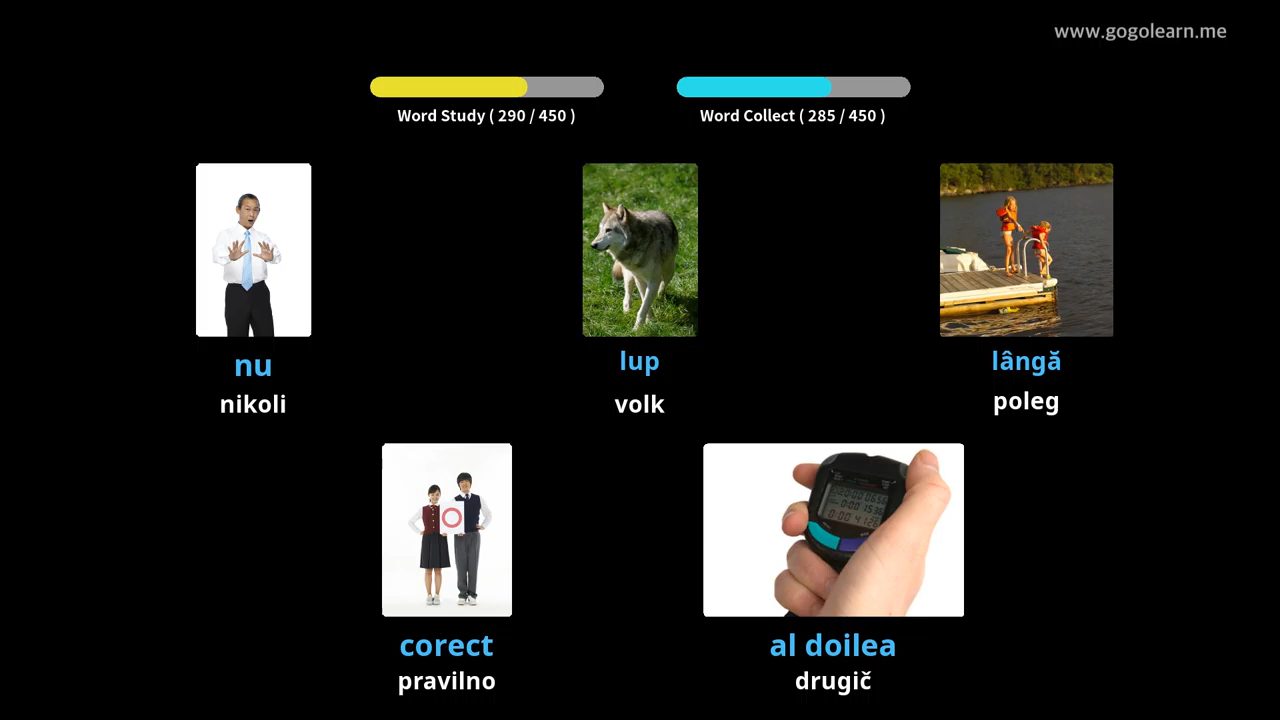 www.gogolearn.me
Word Study ( 290 / 450 )
Word Collect ( 285 / 450 )
nu
nikoli
lup
volk
lângă
poleg
corect
pravilno
al doilea
drugič